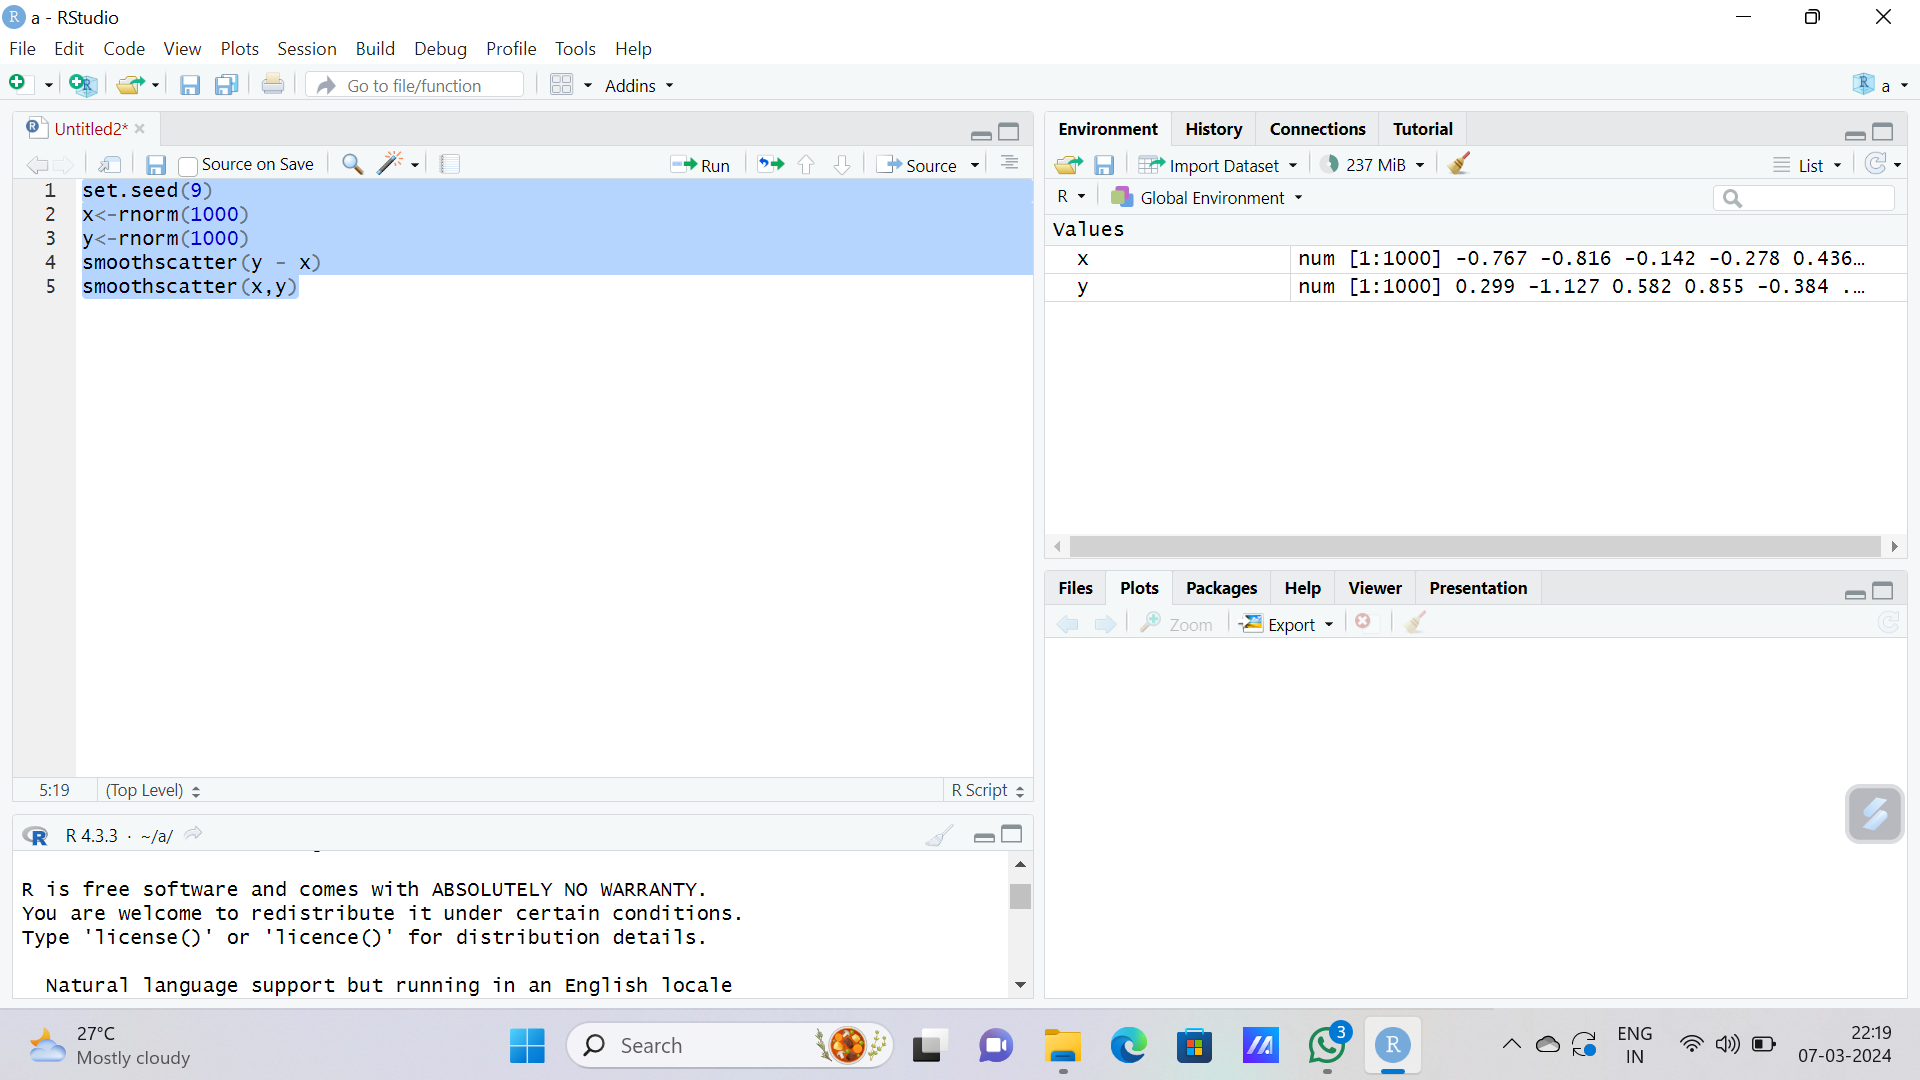 a - RStudio
File Edit Code View Plots Session Build Debug Profile Tools Help
Go to file/function Addins a
Untitled2*
Source on Save Run Source
1 set.seed(9)
2 x<-rnorm(1000)
3 y<-rnorm(1000)
4 smoothscatter(y - x)
5 smoothscatter(x,y)
5:19 (Top Level) R Script
R 4.3.3 · ~/a/
R is free software and comes with ABSOLUTELY NO WARRANTY.
You are welcome to redistribute it under certain conditions.
Type 'license()' or 'licence()' for distribution details.
Natural language support but running in an English locale
Environment History Connections Tutorial
Import Dataset 237 MiB List
R Global Environment
Values
x num [1:1000] -0.767 -0.816 -0.142 -0.278 0.436…
y num [1:1000] 0.299 -1.127 0.582 0.855 -0.384 .…
Files Plots Packages Help Viewer Presentation
Zoom Export
27°C
Mostly cloudy
Search
3
R
ENG
IN
22:19
07-03-2024